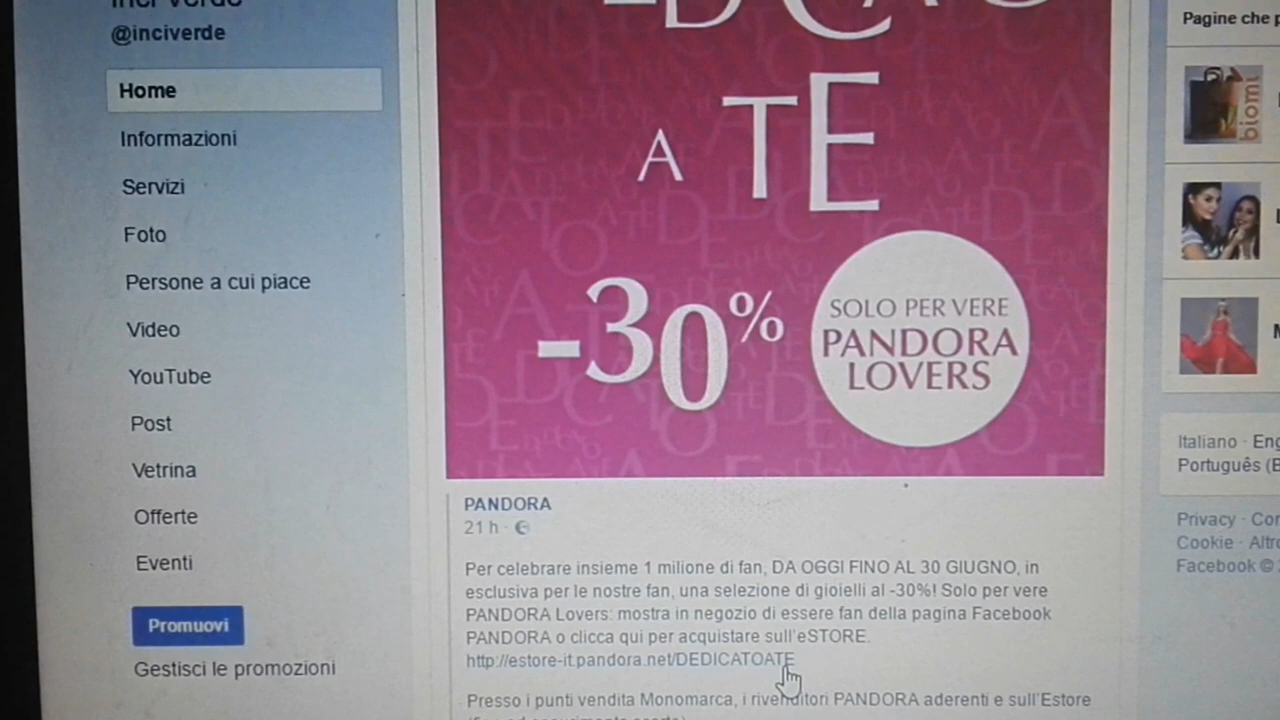 @inciverde
Home
Informazioni
Servizi
Foto
Persone a cui piace
Video
YouTube
Post
Vetrina
Offerte
Eventi
Promuovi
Gestisci le promozioni
A TE
-30%
SOLO PER VERE
PANDORA
LOVERS
PANDORA
21 h ·
Per celebrare insieme 1 milione di fan, DA OGGI FINO AL 30 GIUGNO, in
esclusiva per le nostre fan, una selezione di gioielli al -30%! Solo per vere
PANDORA Lovers: mostra in negozio di essere fan della pagina Facebook
PANDORA o clicca qui per acquistare sull'eSTORE.
http://estore-it.pandora.net/DEDICATOATE
Presso i punti vendita Monomarca, i rivenditori PANDORA aderenti e sull'Estore
Pagine che
biomi
Italiano ·
Português
Privacy ·
Cookie ·
Facebook ©